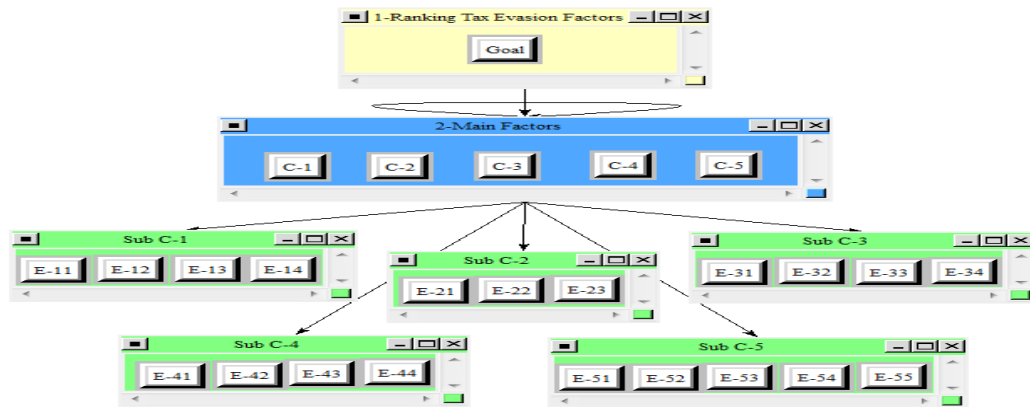 1-Ranking Tax Evasion Factors
Goal
2-Main Factors
C-1 C-2 C-3 C-4 C-5
Sub C-1
E-11 E-12 E-13 E-14
Sub C-2
E-21 E-22 E-23
Sub C-3
E-31 E-32 E-33 E-34
Sub C-4
E-41 E-42 E-43 E-44
Sub C-5
E-51 E-52 E-53 E-54 E-55